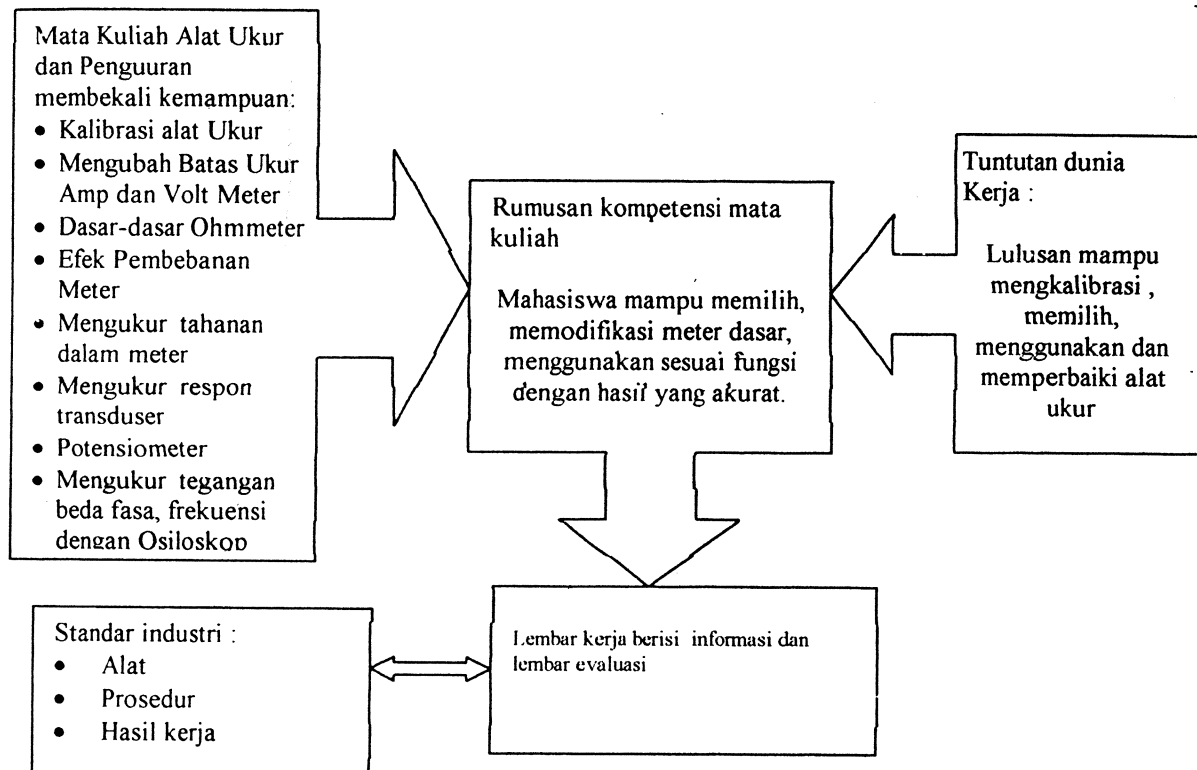 Mata Kuliah Alat Ukur
dan Penguuran
membekali kemampuan:
• Kalibrasi alat Ukur
• Mengubah Batas Ukur
Amp dan Volt Meter
• Dasar-dasar Ohmmeter
• Efek Pembebanan
Meter
• Mengukur tahanan
dalam meter
• Mengukur respon
transduser
• Potensiometer
• Mengukur tegangan
beda fasa, frekuensi
dengan Osiloskop
Rumusan kompetensi mata
kuliah
Mahasiswa mampu memilih,
memodifikasi meter dasar,
menggunakan sesuai fungsi
dengan hasil yang akurat.
Tuntutan dunia
Kerja :
Lulusan mampu
mengkalibrasi ,
memilih,
menggunakan dan
memperbaiki alat
ukur
Standar industri :
• Alat
• Prosedur
• Hasil kerja
Lembar kerja berisi informasi dan
lembar evaluasi